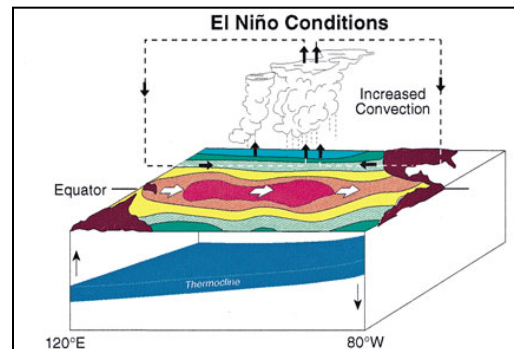 El Niño Conditions
Increased
Convection
Equator
Thermocline
120°E
80°W